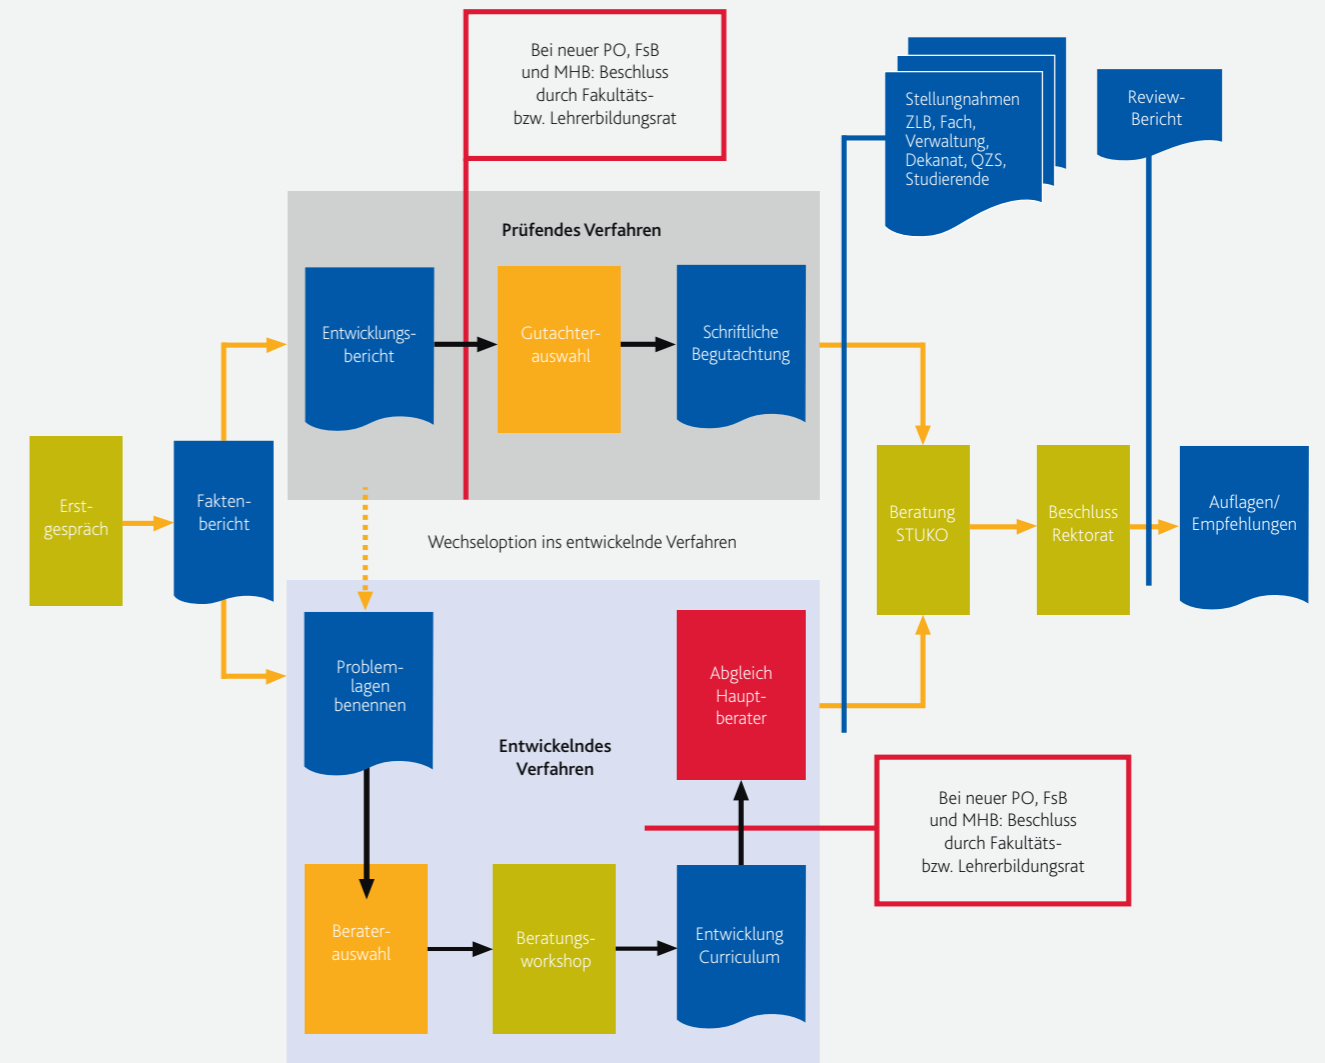 Bei neuer PO, FsB
und MHB: Beschluss
durch Fakultäts-
bzw. Lehrerbildungsrat
Stellungnahmen
ZLB, Fach,
Verwaltung,
Dekanat, QZS,
Studierende
Review-
Bericht
Prüfendes Verfahren
Entwicklungs-
bericht
Gutachter-
auswahl
Schriftliche
Begutachtung
Erst-
gespräch
Fakten-
bericht
Beratung
STUKO
Beschluss
Rektorat
Auflagen/
Empfehlungen
Wechseloption ins entwickelnde Verfahren
Problem-
lagen
benennen
Entwickelndes
Verfahren
Abgleich
Haupt-
berater
Bei neuer PO, FsB
und MHB: Beschluss
durch Fakultäts-
bzw. Lehrerbildungsrat
Berater-
auswahl
Beratungs-
workshop
Entwicklung
Curriculum